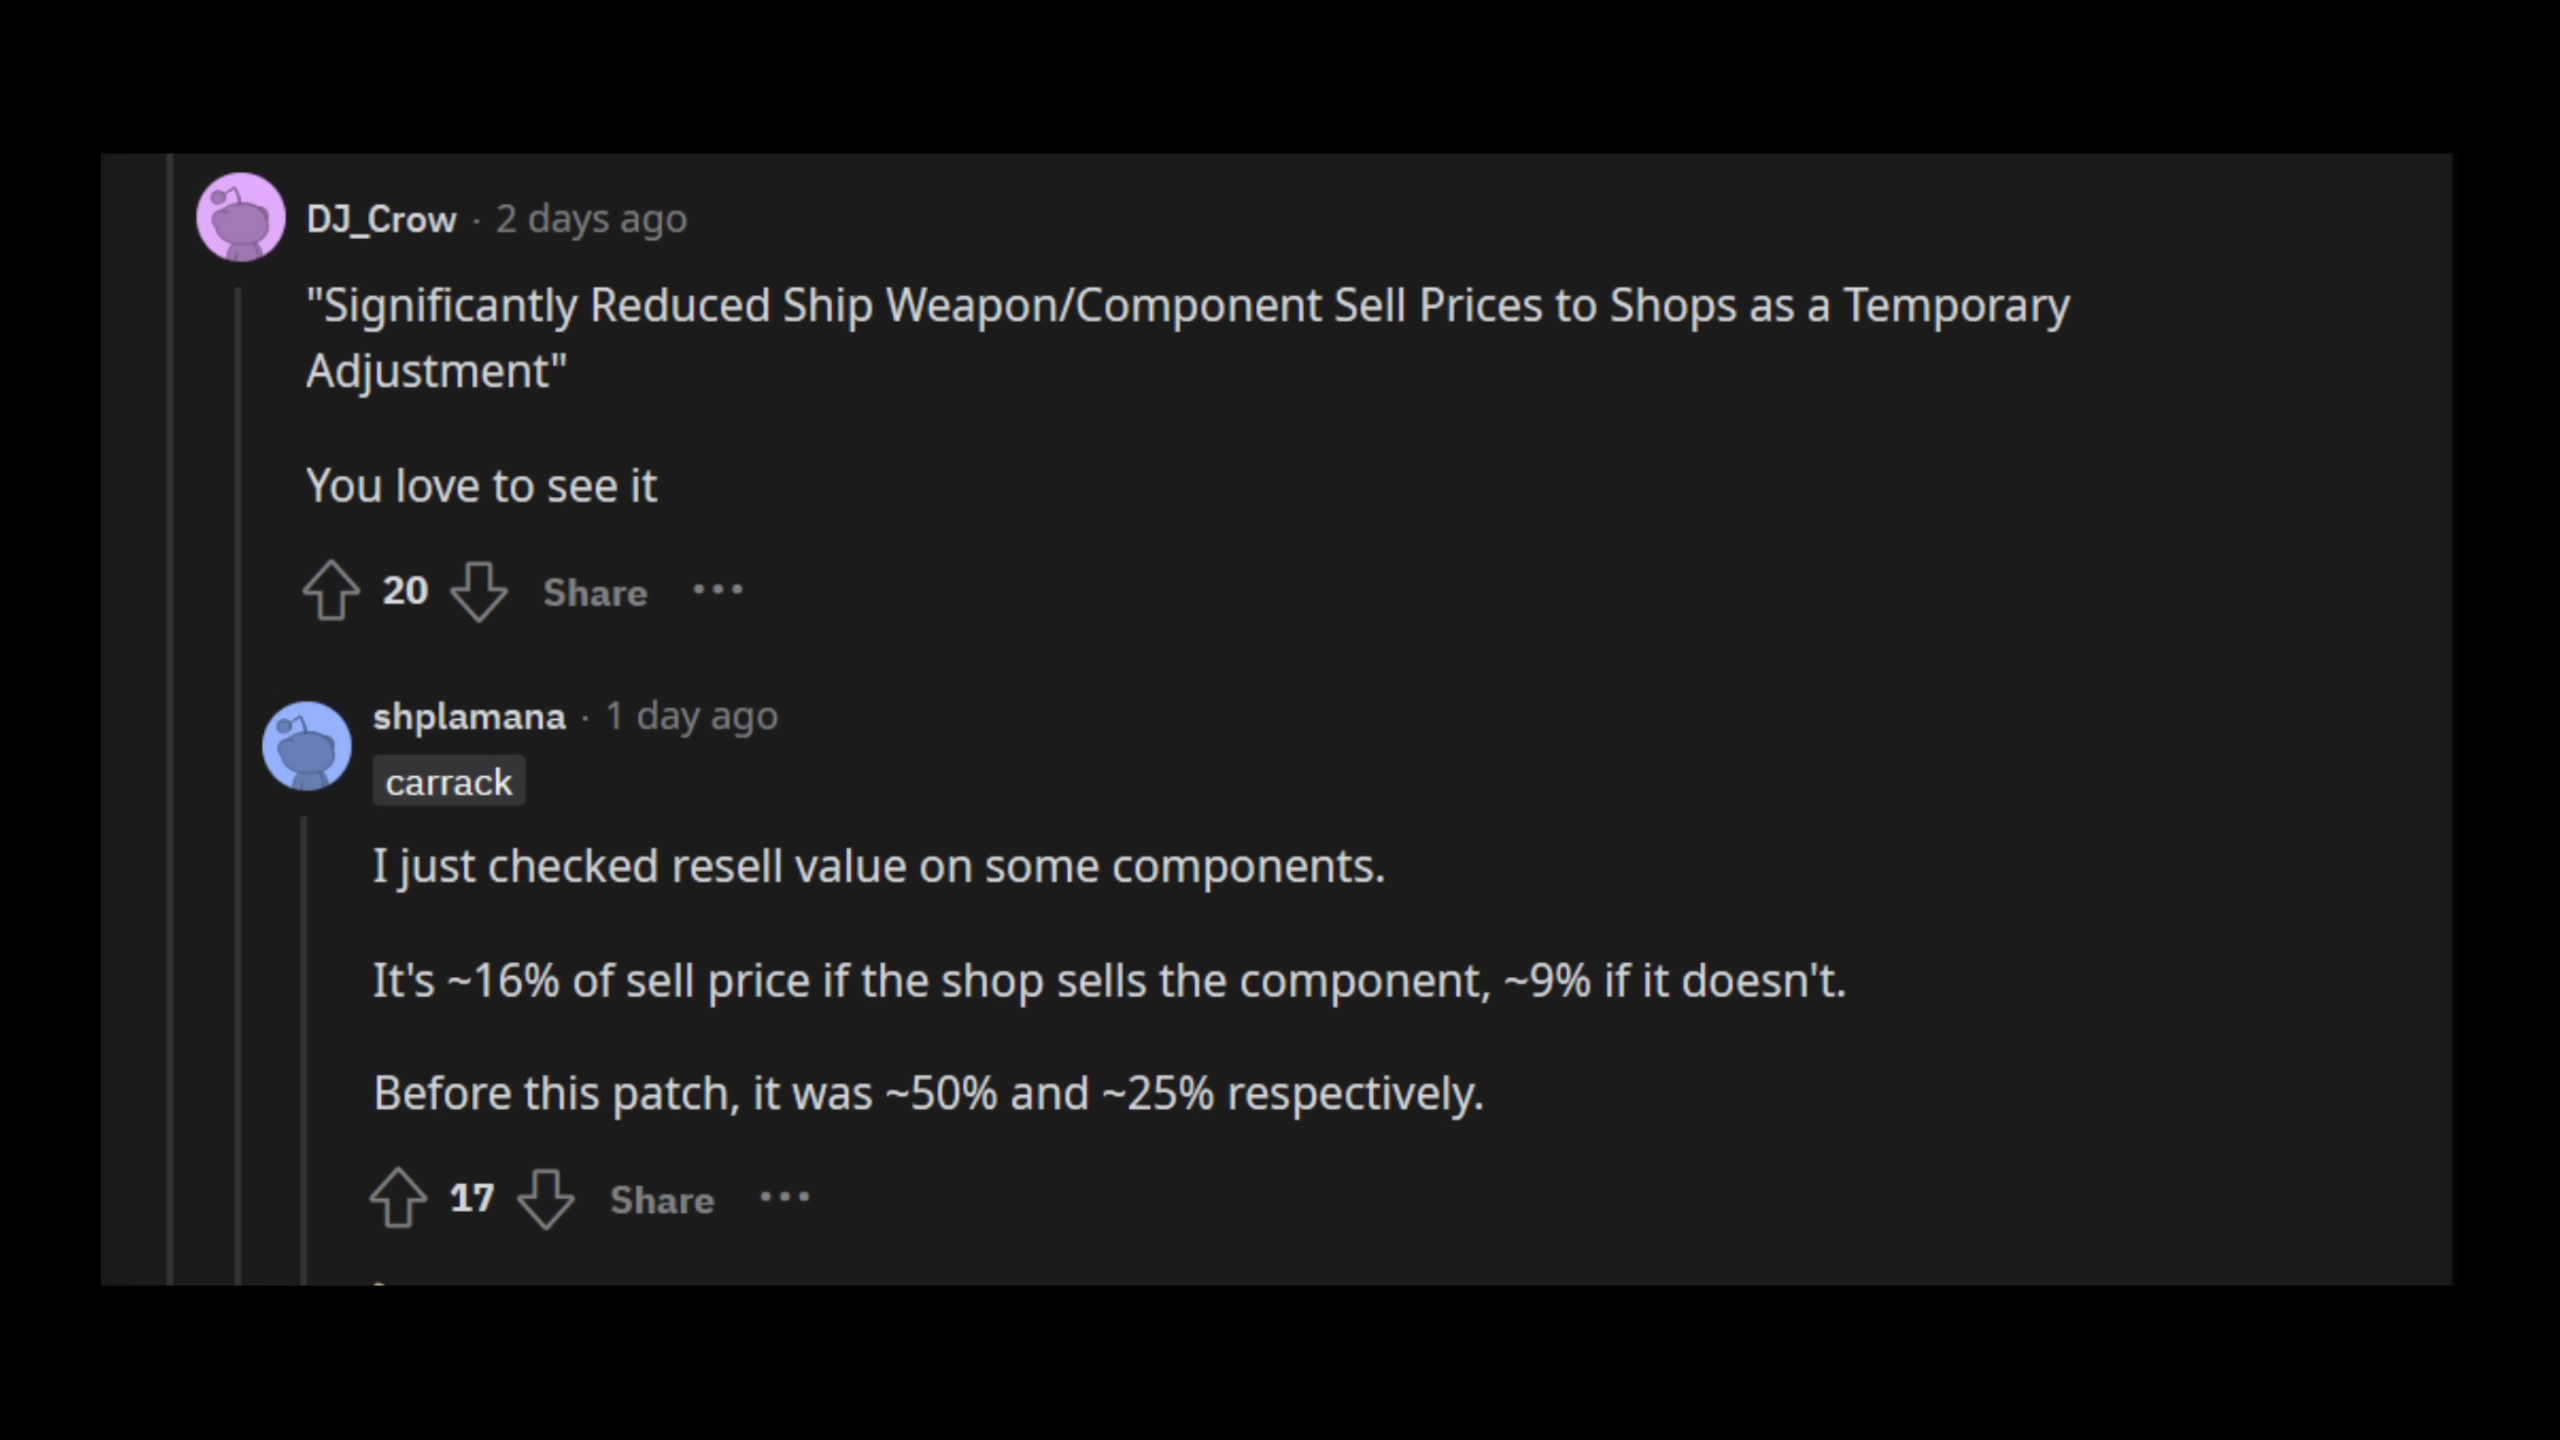 DJ_Crow · 2 days ago
"Significantly Reduced Ship Weapon/Component Sell Prices to Shops as a Temporary
Adjustment"
You love to see it
20 Share ···
shplamana · 1 day ago
carrack
I just checked resell value on some components.
It's ~16% of sell price if the shop sells the component, ~9% if it doesn't.
Before this patch, it was ~50% and ~25% respectively.
17 Share ···